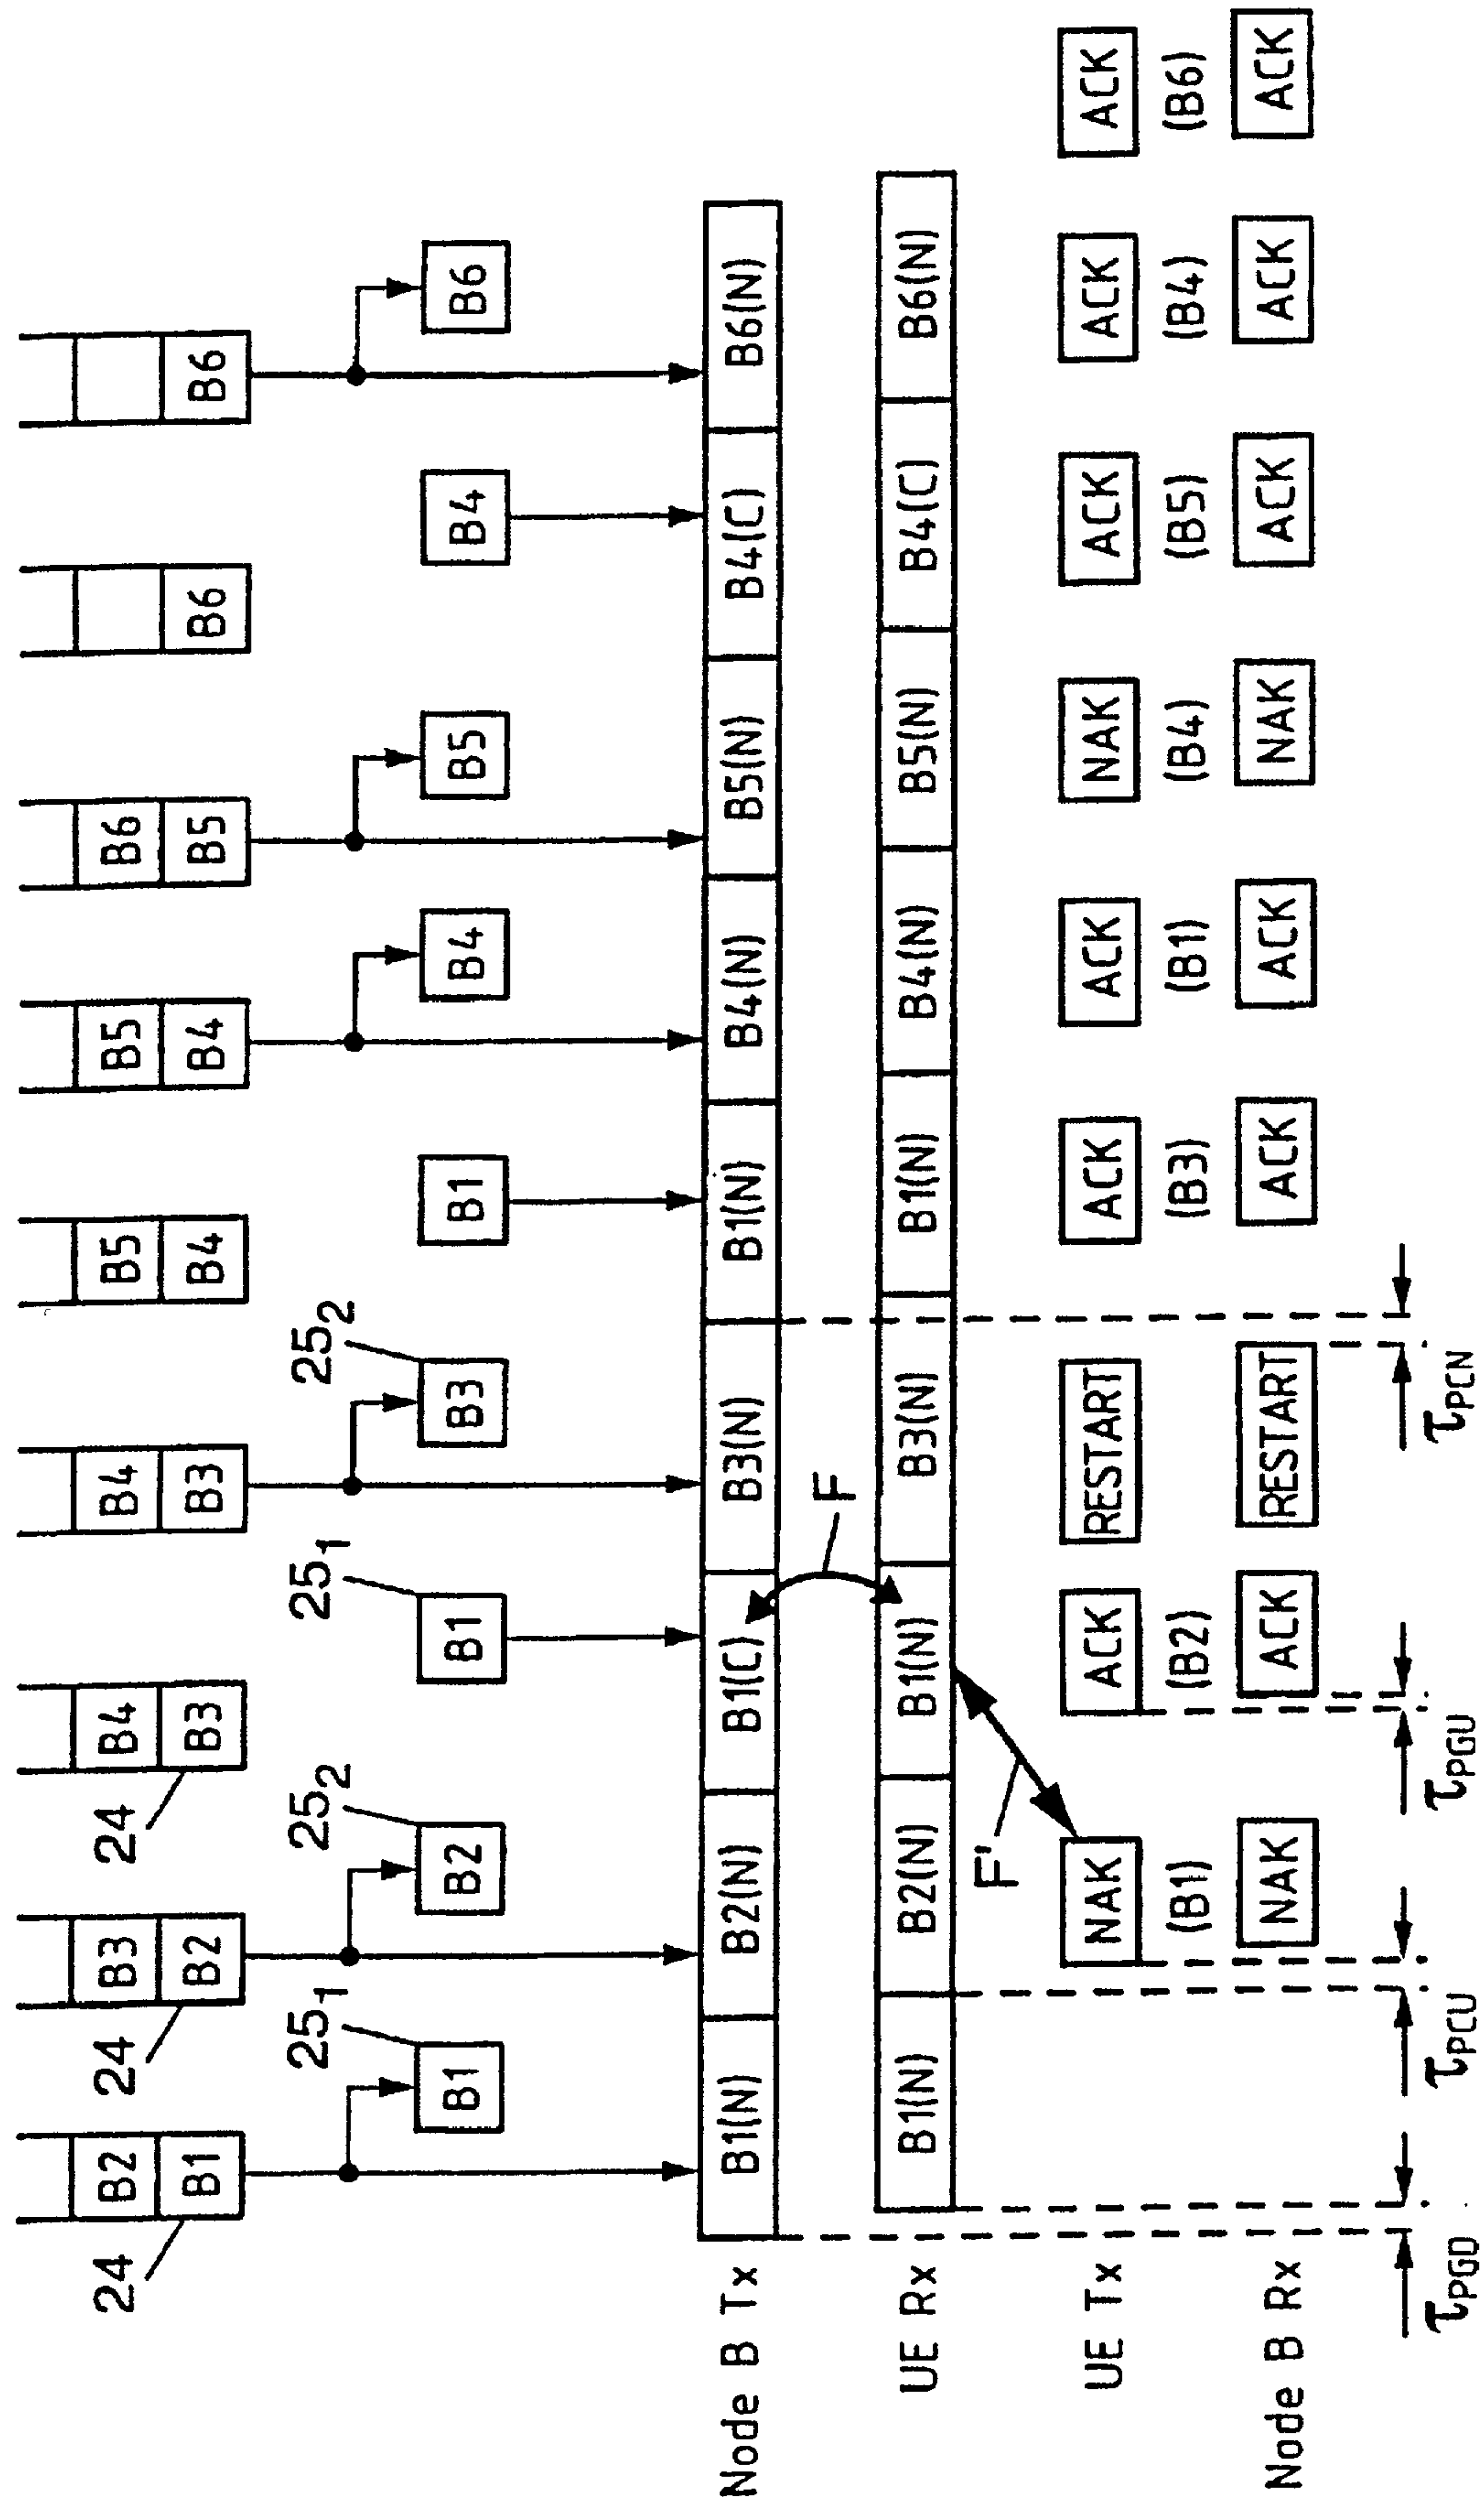 24 B2 24 B3 24 B4 B4 B5 B5 B6
B1 B2 B3 B3 B4 B4 B5 B6 B6
25₁ 25₂ 25₁ 25₂
B1 B2 B1 B3 B1 B4 B5 B4 B6
Node B Tx B1(N) B2(N) B1(C) B3(N) B1(N) B4(N) B5(N) B4(C) B6(N)
F
UE Rx B1(N) B2(N) B1(N) B3(N) B1(N) B4(N) B5(N) B4(C) B6(N)
F'
UE Tx NAK ACK RESTART ACK ACK NAK ACK ACK ACK
(B1) (B2) (B3) (B1) (B4) (B5) (B4) (B6)
Node B Rx NAK ACK RESTART ACK ACK NAK ACK ACK ACK
τPGD τPCU τPGU τPCN